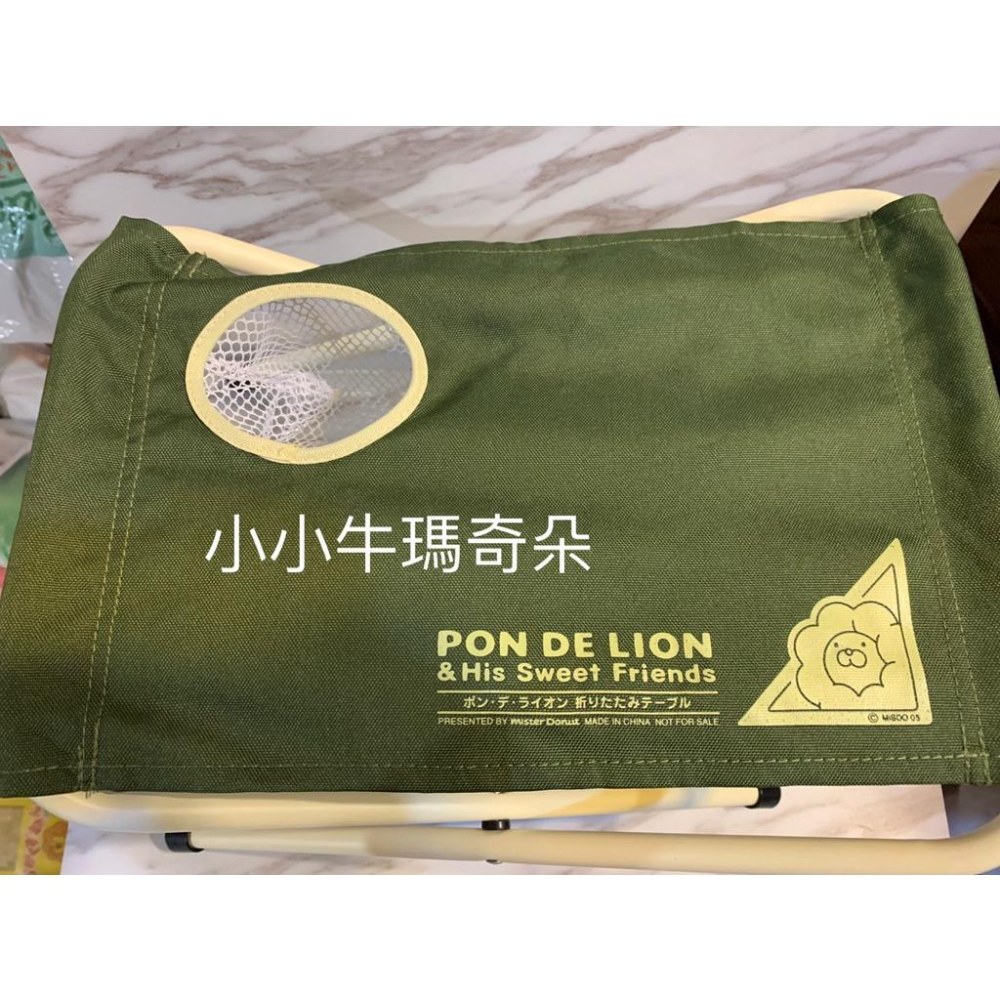 小小牛瑪奇朵
PON DE LION
& His Sweet Friends
ポン・デ・ライオン 折りたたみテーブル
PRESENTED BY mister Donut MADE IN CHINA NOT FOR SALE
© MISDO 05